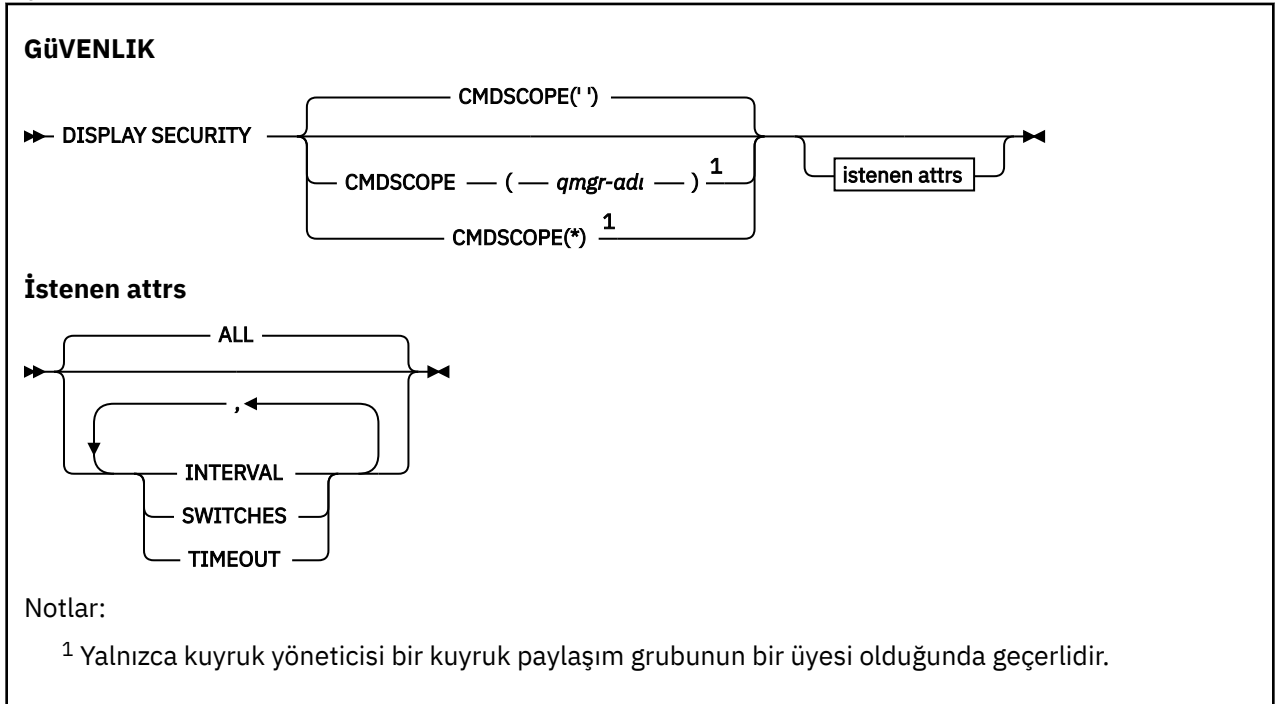 GüVENLIK
CMDSCOPE(' ')
DISPLAY SECURITY
CMDSCOPE ( qmgr-adı ) 1
istenen attrs
CMDSCOPE(*) 1
İstenen attrs
ALL
,
INTERVAL
SWITCHES
TIMEOUT
Notlar:
1 Yalnızca kuyruk yöneticisi bir kuyruk paylaşım grubunun bir üyesi olduğunda geçerlidir.